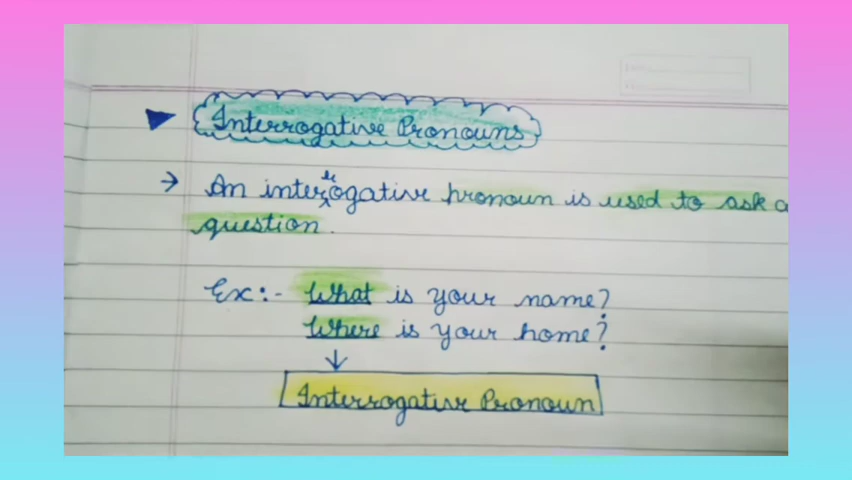 Interrogative Pronouns
→ An interrogative pronoun is used to ask a
question.
Ex:- What is your name?
Where is your home?
↓
Interrogative Pronoun